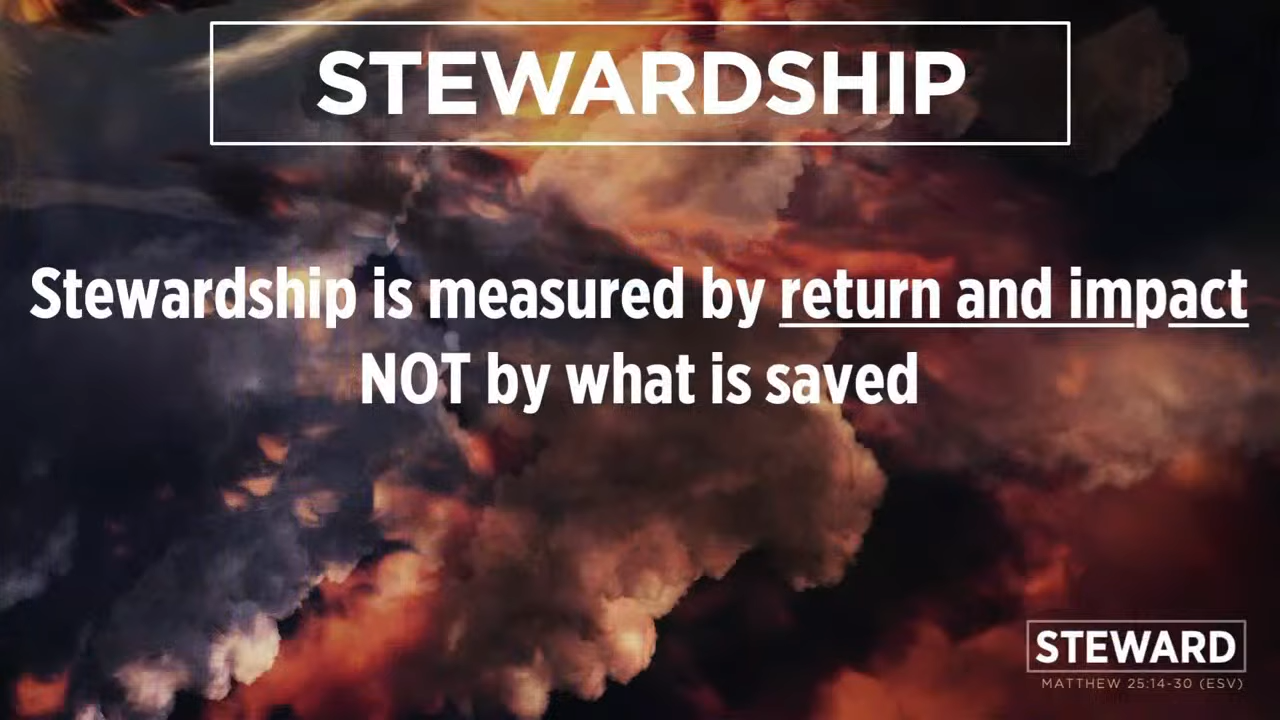 STEWARDSHIP
Stewardship is measured by return and impact
NOT by what is saved
STEWARD
MATTHEW 25:14-30 (ESV)